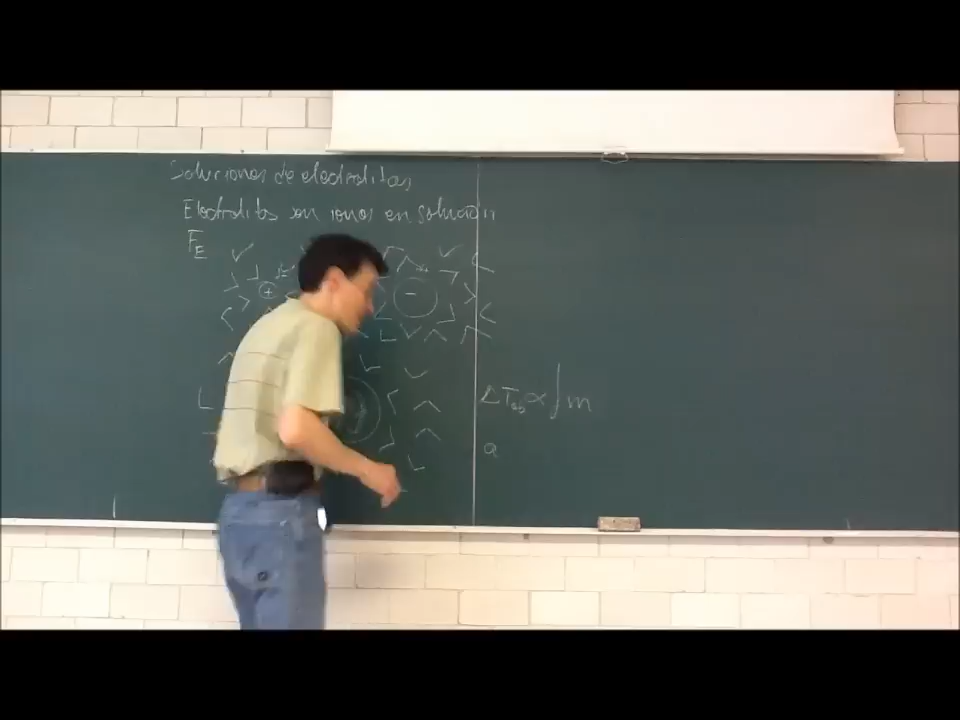 Soluciones de electrolitos
Electrolitos son iones en solución
F_E
+
−
ΔT_eb ∝ ∫ m
a